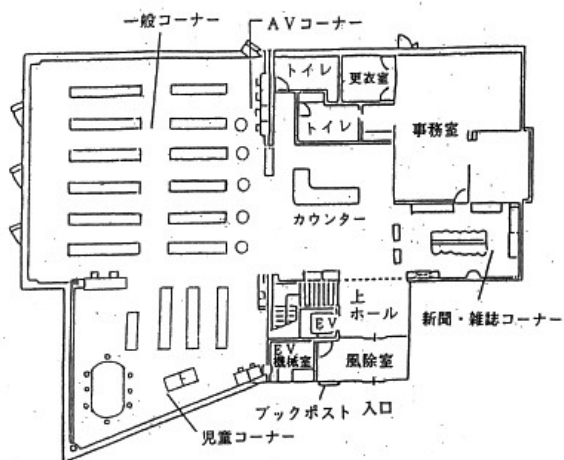 一般コーナー
AVコーナー
トイレ
更衣室
トイレ
事務室
カウンター
上
ホール
EV
新聞・雑誌コーナー
EV
機械室
風除室
ブックポスト
入口
児童コーナー